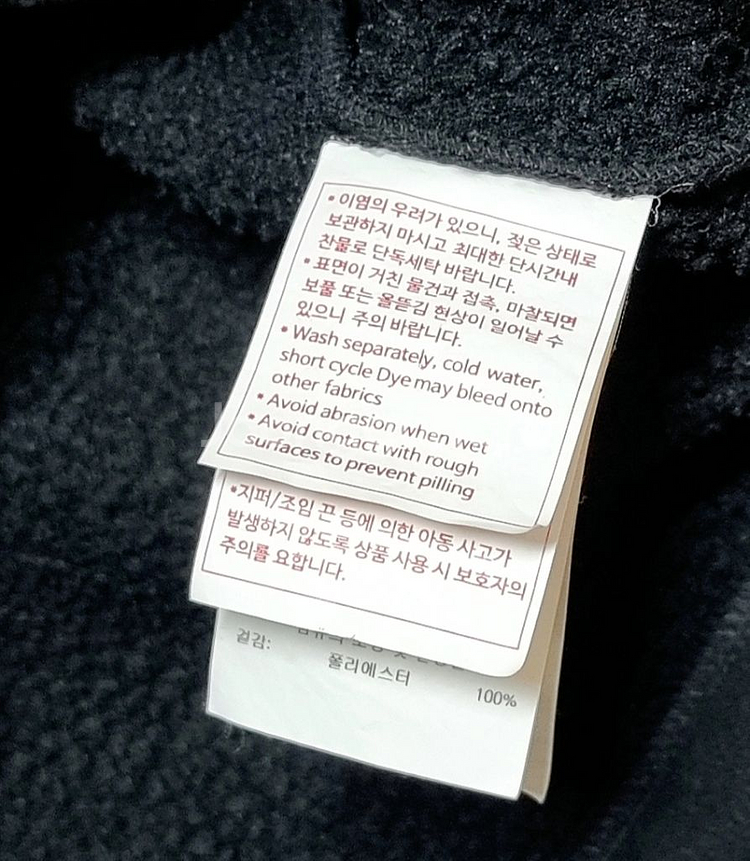 • 이염의 우려가 있으니, 젖은 상태로
보관하지 마시고 최대한 단시간내
찬물로 단독세탁 바랍니다.
• 표면이 거친 물건과 접촉, 마찰되면
보풀 또는 올뜯김 현상이 일어날 수
있으니 주의 바랍니다.
• Wash separately, cold water,
short cycle Dye may bleed onto
other fabrics
• Avoid abrasion when wet
• Avoid contact with rough
surfaces to prevent pilling
•지퍼/조임 끈 등에 의한 아동 사고가
발생하지 않도록 상품 사용 시 보호자의
주의를 요합니다.
겉감:
폴리에스터 100%